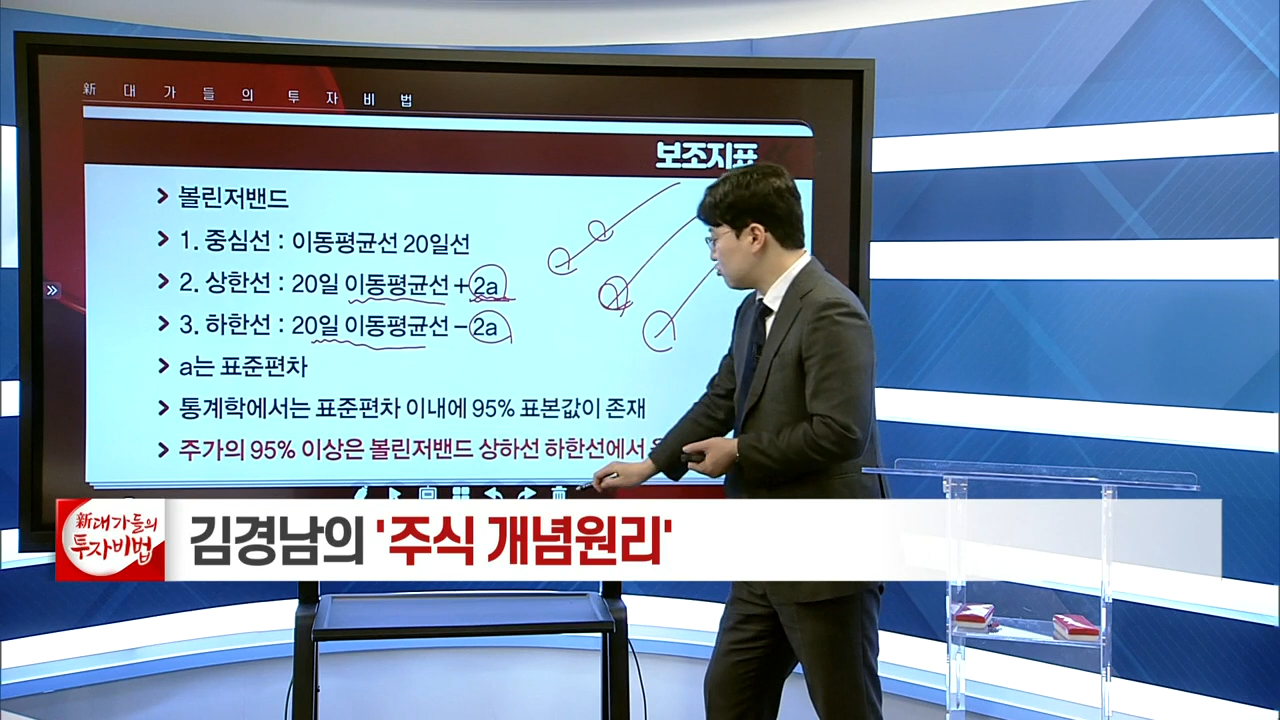 新 대 가 들 의 투 자 비 법
보조지표
볼린저밴드
1. 중심선 : 이동평균선 20일선
2. 상한선 : 20일 이동평균선 + 2a
3. 하한선 : 20일 이동평균선 - 2a
a는 표준편차
통계학에서는 표준편차 이내에 95% 표본값이 존재
주가의 95% 이상은 볼린저밴드 상하선 하한선에서
新대가들의
투자비법
김경남의 '주식 개념원리'